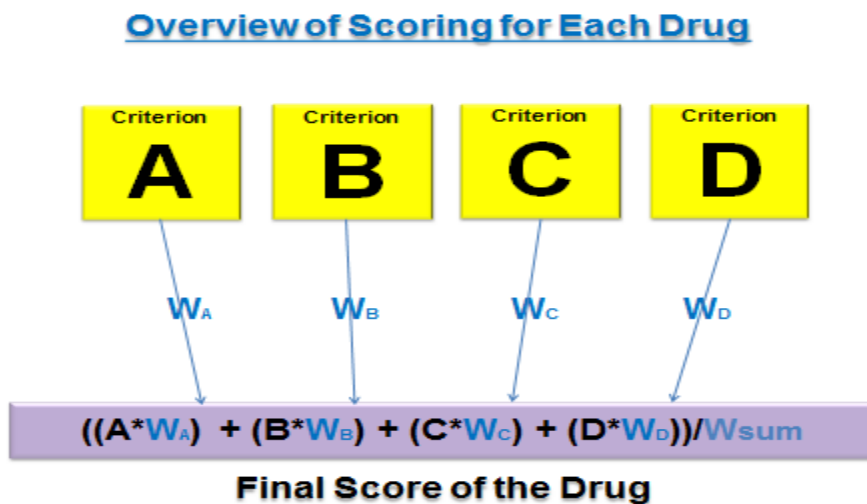 Overview of Scoring for Each Drug
Criterion Criterion Criterion Criterion
A B C D
WA WB WC WD
((A*WA) + (B*WB) + (C*WC) + (D*WD))/Wsum
Final Score of the Drug